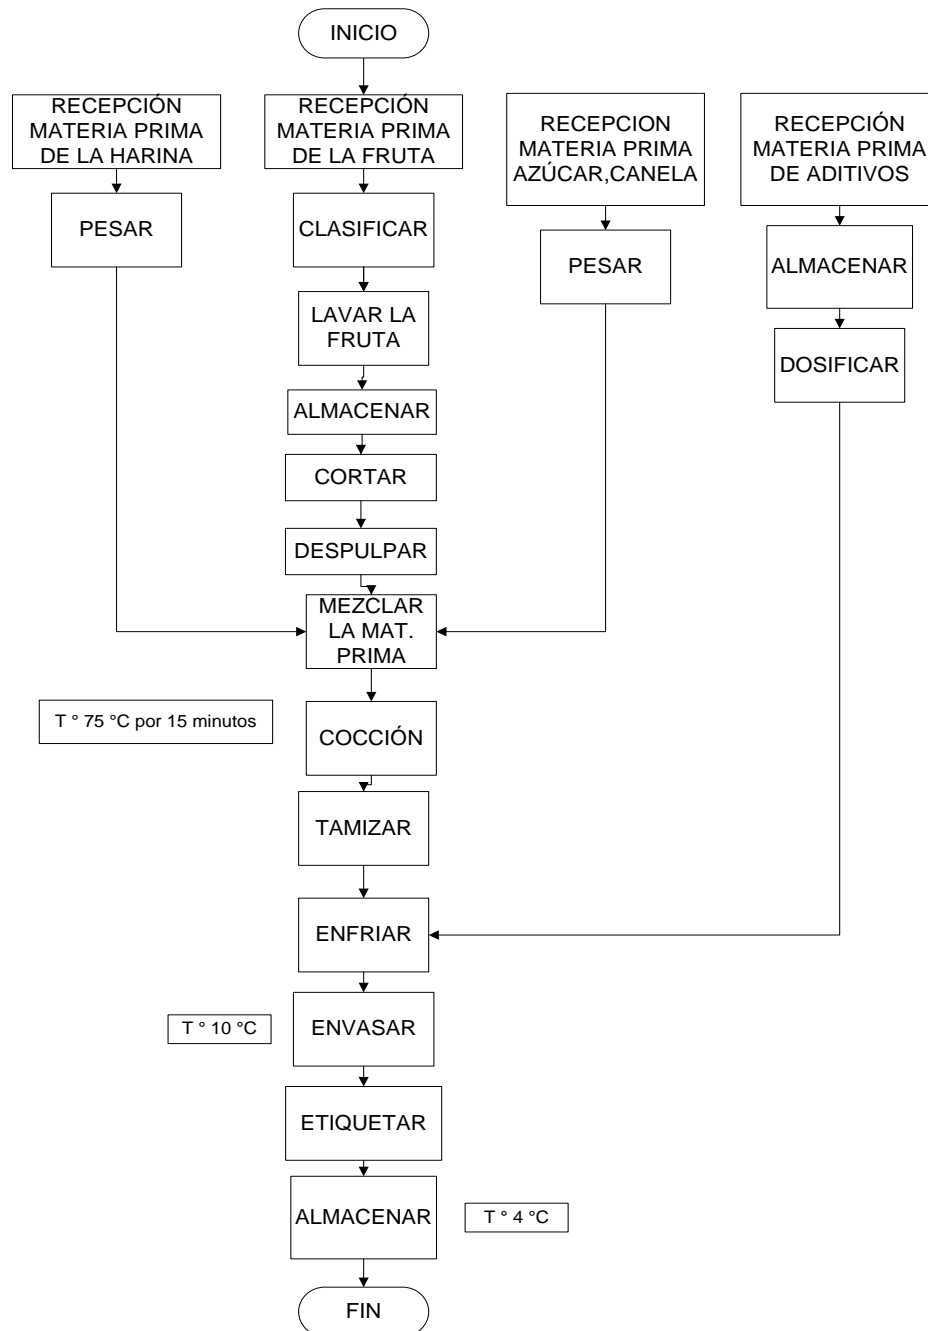 INICIO
RECEPCIÓN
MATERIA PRIMA
DE LA HARINA
RECEPCIÓN
MATERIA PRIMA
DE LA FRUTA
RECEPCION
MATERIA PRIMA
AZÚCAR,CANELA
RECEPCIÓN
MATERIA PRIMA
DE ADITIVOS
PESAR
CLASIFICAR
PESAR
ALMACENAR
LAVAR LA
FRUTA
DOSIFICAR
ALMACENAR
CORTAR
DESPULPAR
MEZCLAR
LA MAT.
PRIMA
T ° 75 °C por 15 minutos
COCCIÓN
TAMIZAR
ENFRIAR
T ° 10 °C
ENVASAR
ETIQUETAR
ALMACENAR
T ° 4 °C
FIN